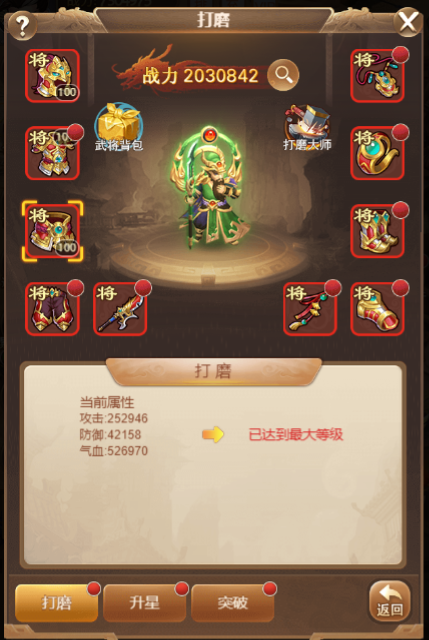 打磨
?
将
100
战力 2030842
将
将
10
武将背包
打磨大师
将
将
100
将
将
将
将
将
打磨
当前属性
攻击:252946
防御:42158
气血:526970
已达到最大等级
打磨
升星
突破
返回